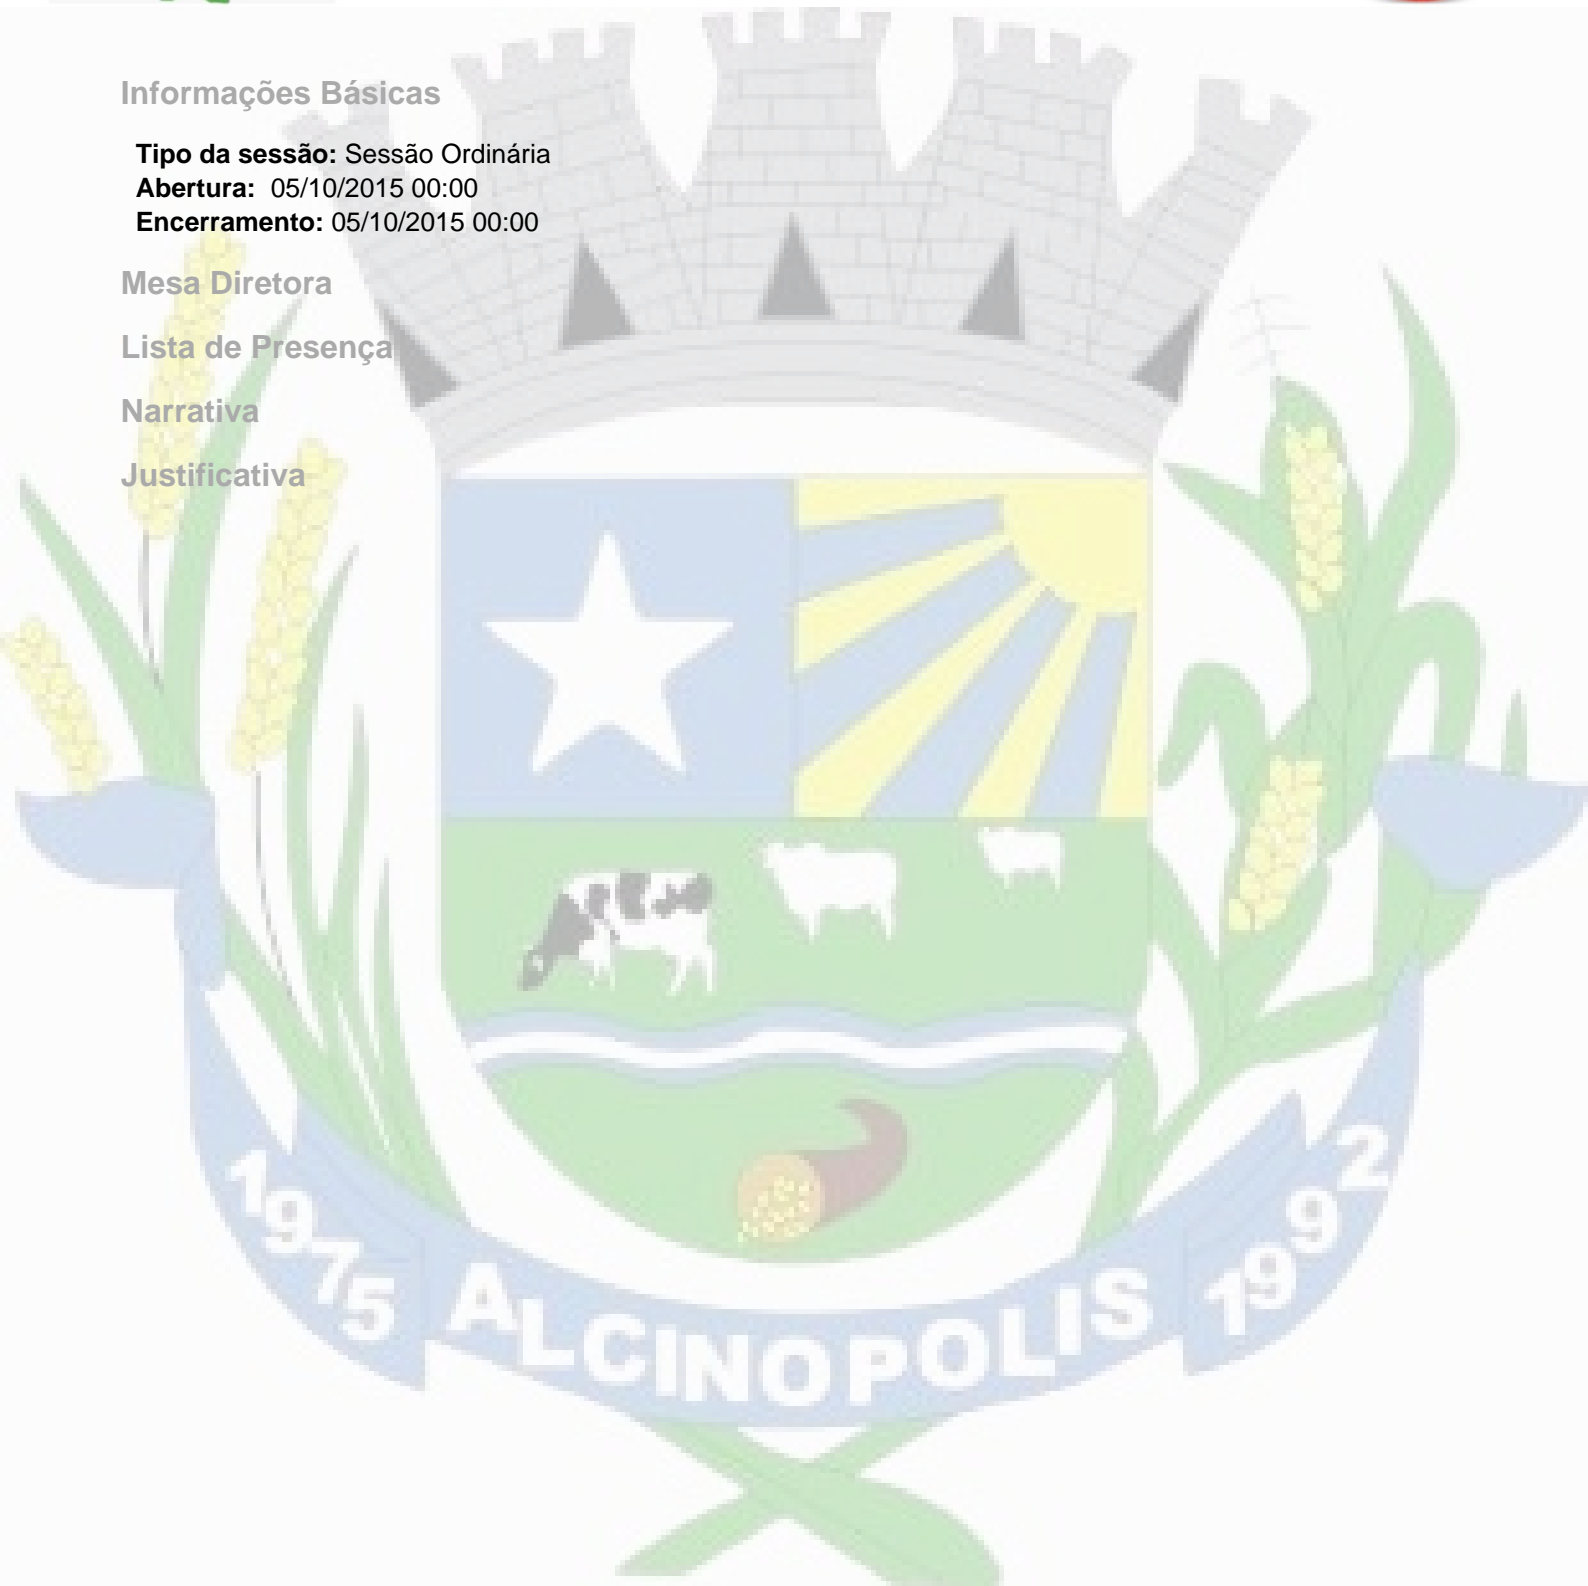 Informações Básicas
Tipo da sessão: Sessão Ordinária
Abertura: 05/10/2015 00:00
Encerramento: 05/10/2015 00:00
Mesa Diretora
Lista de Presença
Narrativa
Justificativa
1975 ALCINOPOLIS 1992